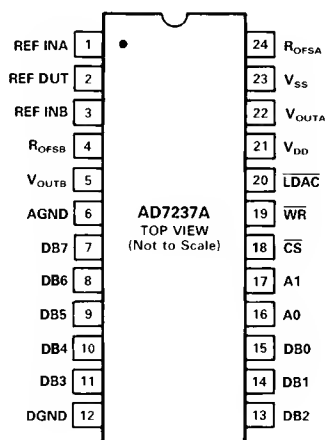 REF INA 1
REF DUT 2
REF INB 3
ROFSB 4
VOUTB 5
AGND 6
DB7 7
DB6 8
DB5 9
DB4 10
DB3 11
DGND 12
AD7237A
TOP VIEW
(Not to Scale)
24 ROFSA
23 VSS
22 VOUTA
21 VDD
20 LDAC
19 WR
18 CS
17 A1
16 A0
15 DB0
14 DB1
13 DB2